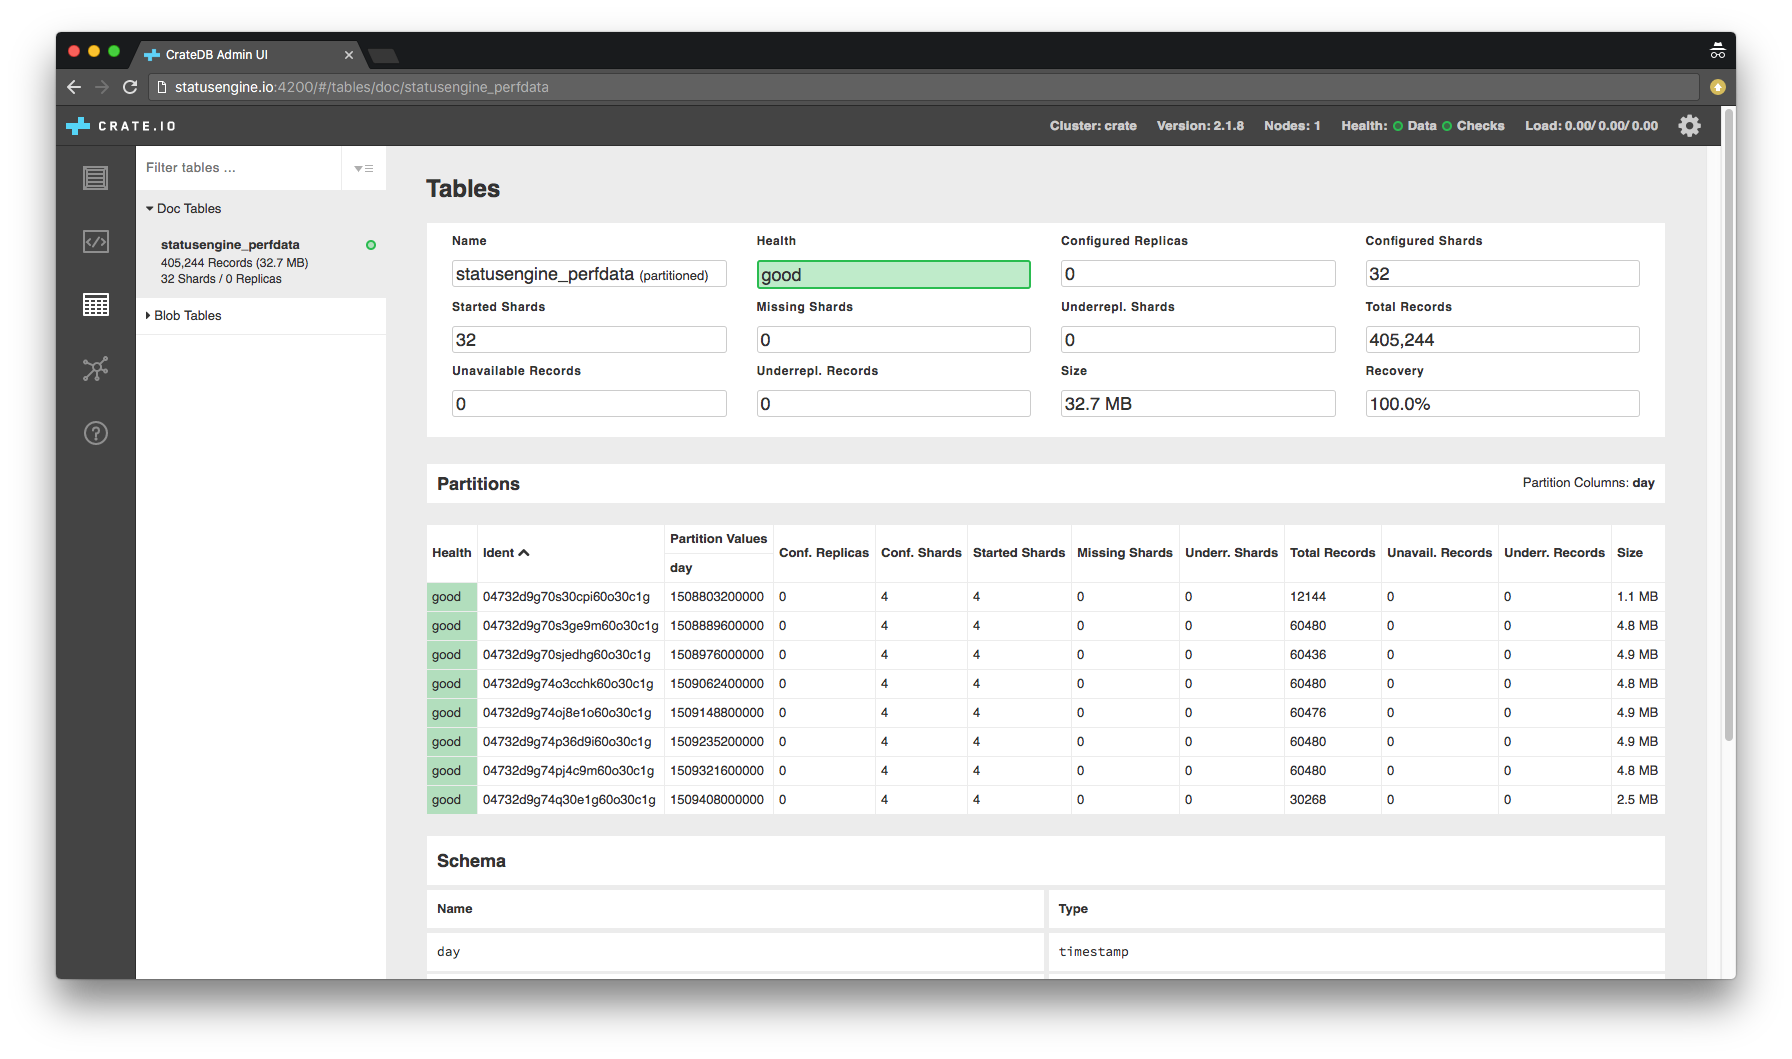 CrateDB Admin UI
statusengine.io:4200/#/tables/doc/statusengine_perfdata
CRATE.IO
Cluster: crate Version: 2.1.8 Nodes: 1 Health: Data Checks Load: 0.00/ 0.00/ 0.00
Filter tables ...
Doc Tables
statusengine_perfdata
405,244 Records (32.7 MB)
32 Shards / 0 Replicas
Blob Tables
Tables
Name Health Configured Replicas Configured Shards
statusengine_perfdata (partitioned) good 0 32
Started Shards Missing Shards Underrepl. Shards Total Records
32 0 0 405,244
Unavailable Records Underrepl. Records Size Recovery
0 0 32.7 MB 100.0%
Partitions Partition Columns: day
Health Ident Partition Values Conf. Replicas Conf. Shards Started Shards Missing Shards Underr. Shards Total Records Unavail. Records Underr. Records Size
day
good 04732d9g70s30cpi60o30c1g 1508803200000 0 4 4 0 0 12144 0 0 1.1 MB
good 04732d9g70s3ge9m60o30c1g 1508889600000 0 4 4 0 0 60480 0 0 4.8 MB
good 04732d9g70sjedhg60o30c1g 1508976000000 0 4 4 0 0 60436 0 0 4.9 MB
good 04732d9g74o3cchk60o30c1g 1509062400000 0 4 4 0 0 60480 0 0 4.8 MB
good 04732d9g74oj8e1o60o30c1g 1509148800000 0 4 4 0 0 60476 0 0 4.9 MB
good 04732d9g74p36d9i60o30c1g 1509235200000 0 4 4 0 0 60480 0 0 4.9 MB
good 04732d9g74pj4c9m60o30c1g 1509321600000 0 4 4 0 0 60480 0 0 4.8 MB
good 04732d9g74q30e1g60o30c1g 1509408000000 0 4 4 0 0 30268 0 0 2.5 MB
Schema
Name Type
day timestamp